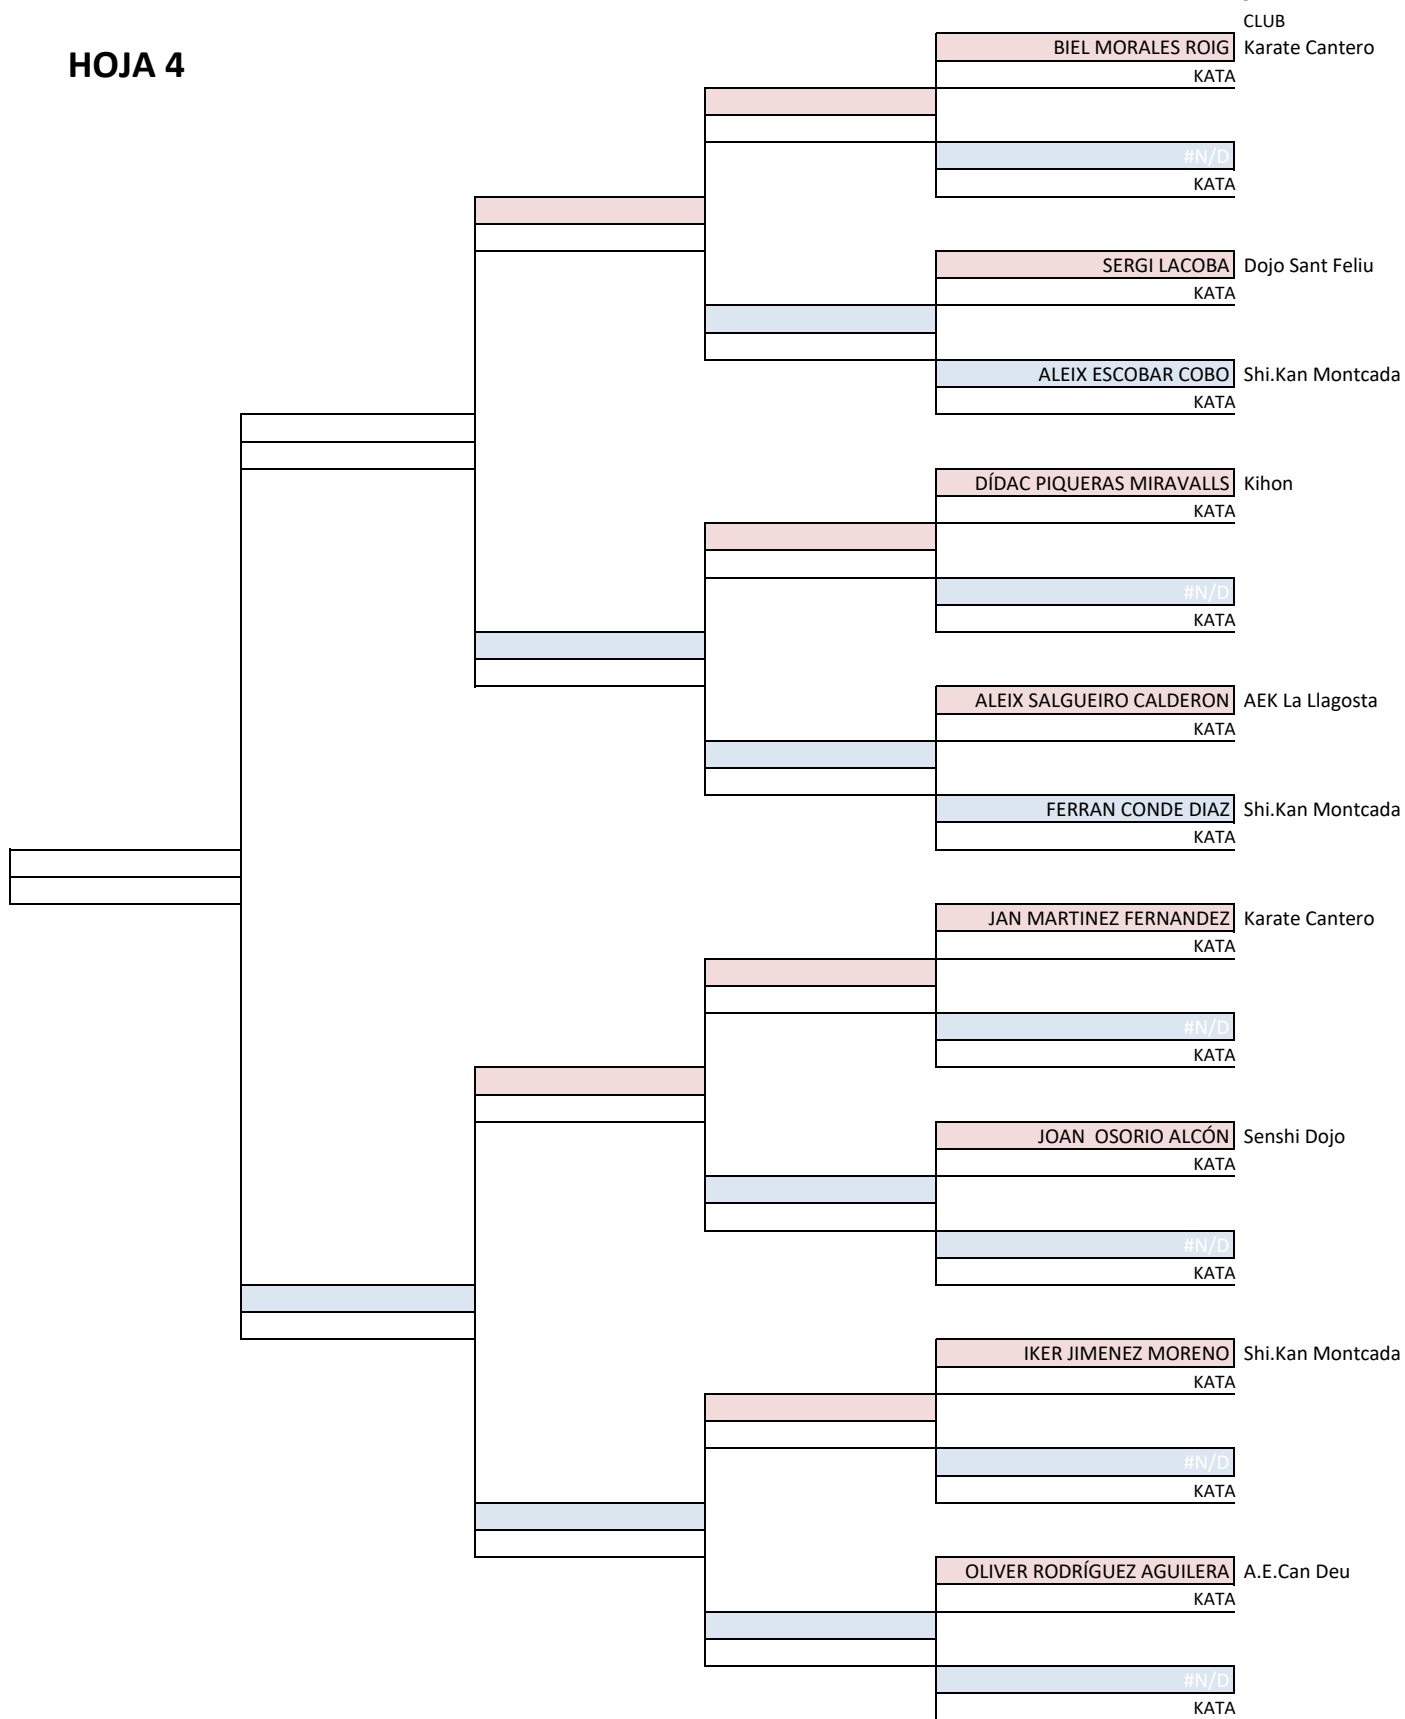 CLUB
HOJA 4
BIEL MORALES ROIG Karate Cantero
KATA
#N/D
KATA
SERGI LACOBA Dojo Sant Feliu
KATA
ALEIX ESCOBAR COBO Shi.Kan Montcada
KATA
DÍDAC PIQUERAS MIRAVALLS Kihon
KATA
#N/D
KATA
ALEIX SALGUEIRO CALDERON AEK La Llagosta
KATA
FERRAN CONDE DIAZ Shi.Kan Montcada
KATA
JAN MARTINEZ FERNANDEZ Karate Cantero
KATA
#N/D
KATA
JOAN  OSORIO ALCÓN Senshi Dojo
KATA
#N/D
KATA
IKER JIMENEZ MORENO Shi.Kan Montcada
KATA
#N/D
KATA
OLIVER RODRÍGUEZ AGUILERA A.E.Can Deu
KATA
#N/D
KATA